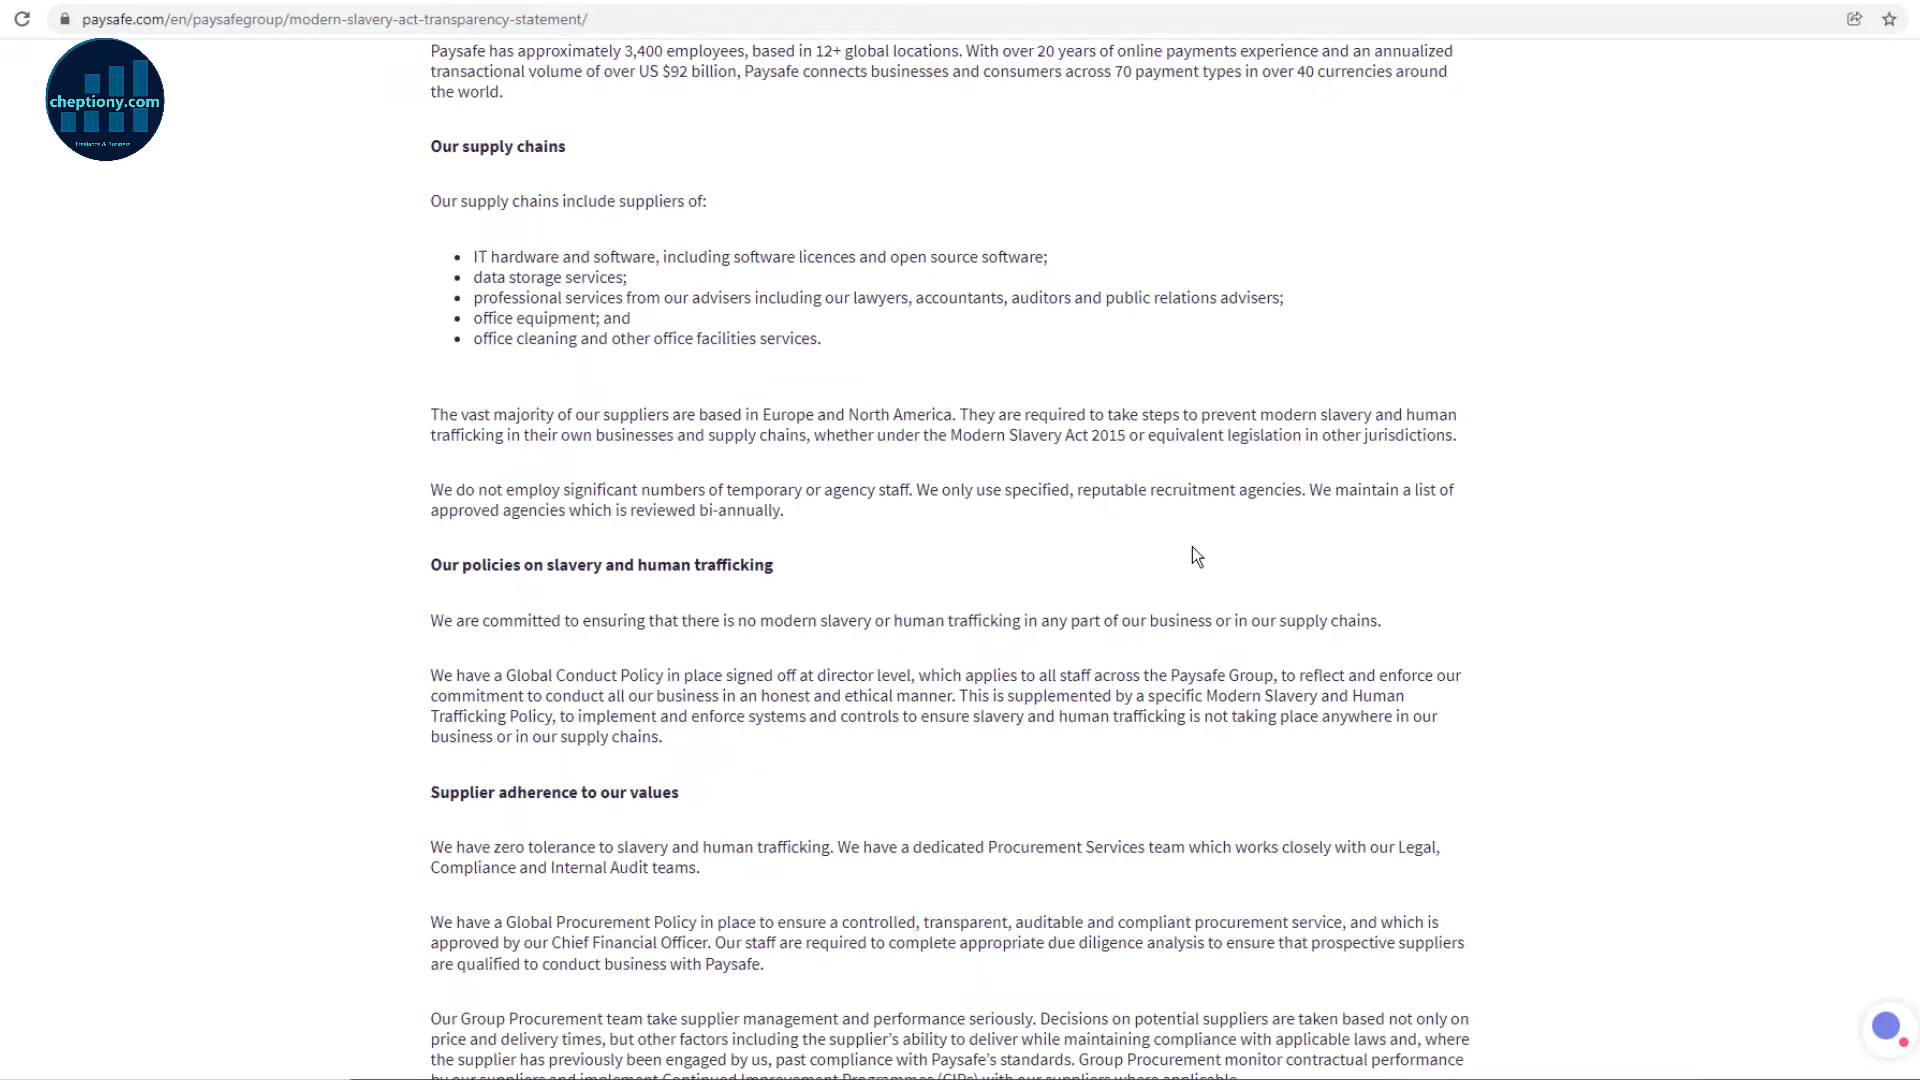 paysafe.com/en/paysafegroup/modern-slavery-act-transparency-statement/
cheptiony.com
Freelance & Business
Paysafe has approximately 3,400 employees, based in 12+ global locations. With over 20 years of online payments experience and an annualized
transactional volume of over US $92 billion, Paysafe connects businesses and consumers across 70 payment types in over 40 currencies around
the world.
Our supply chains
Our supply chains include suppliers of:
• IT hardware and software, including software licences and open source software;
• data storage services;
• professional services from our advisers including our lawyers, accountants, auditors and public relations advisers;
• office equipment; and
• office cleaning and other office facilities services.
The vast majority of our suppliers are based in Europe and North America. They are required to take steps to prevent modern slavery and human
trafficking in their own businesses and supply chains, whether under the Modern Slavery Act 2015 or equivalent legislation in other jurisdictions.
We do not employ significant numbers of temporary or agency staff. We only use specified, reputable recruitment agencies. We maintain a list of
approved agencies which is reviewed bi-annually.
Our policies on slavery and human trafficking
We are committed to ensuring that there is no modern slavery or human trafficking in any part of our business or in our supply chains.
We have a Global Conduct Policy in place signed off at director level, which applies to all staff across the Paysafe Group, to reflect and enforce our
commitment to conduct all our business in an honest and ethical manner. This is supplemented by a specific Modern Slavery and Human
Trafficking Policy, to implement and enforce systems and controls to ensure slavery and human trafficking is not taking place anywhere in our
business or in our supply chains.
Supplier adherence to our values
We have zero tolerance to slavery and human trafficking. We have a dedicated Procurement Services team which works closely with our Legal,
Compliance and Internal Audit teams.
We have a Global Procurement Policy in place to ensure a controlled, transparent, auditable and compliant procurement service, and which is
approved by our Chief Financial Officer. Our staff are required to complete appropriate due diligence analysis to ensure that prospective suppliers
are qualified to conduct business with Paysafe.
Our Group Procurement team take supplier management and performance seriously. Decisions on potential suppliers are taken based not only on
price and delivery times, but other factors including the supplier's ability to deliver while maintaining compliance with applicable laws and, where
the supplier has previously been engaged by us, past compliance with Paysafe's standards. Group Procurement monitor contractual performance
by our suppliers and implement Continued Improvement Programmes (CIPs) with our suppliers where applicable.